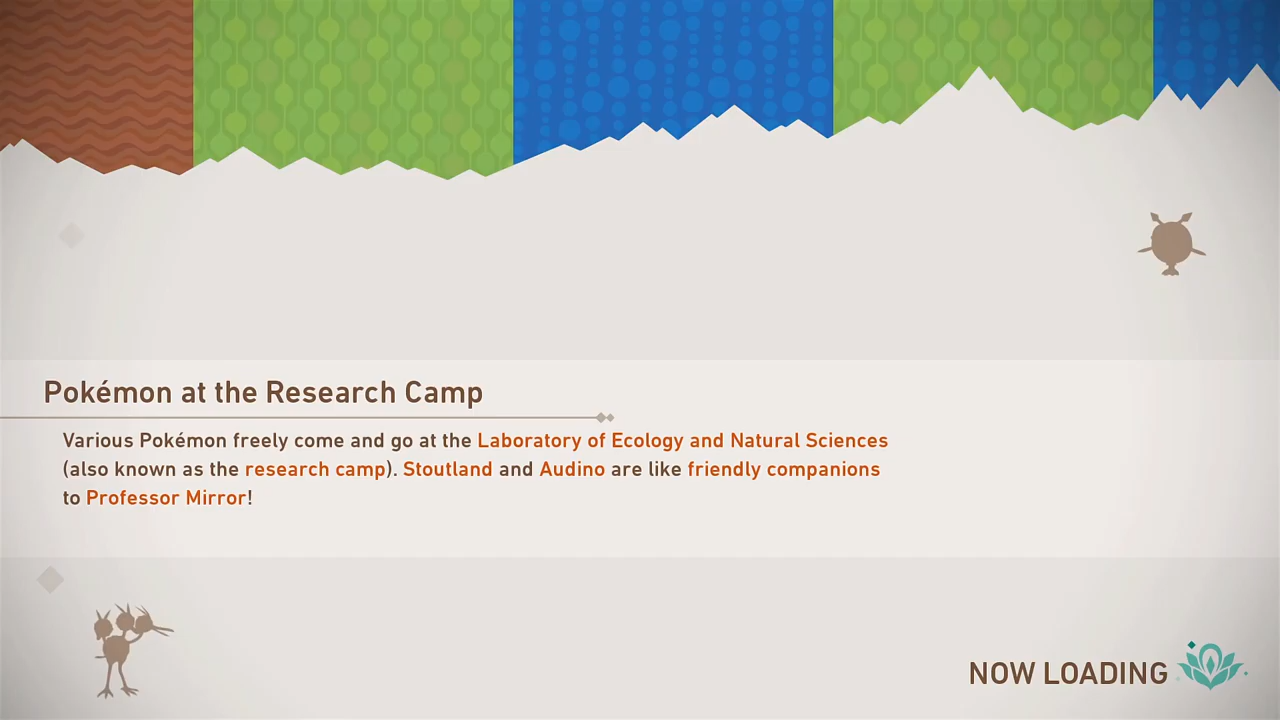 Pokémon at the Research Camp
Various Pokémon freely come and go at the Laboratory of Ecology and Natural Sciences
(also known as the research camp). Stoutland and Audino are like friendly companions
to Professor Mirror!
NOW LOADING